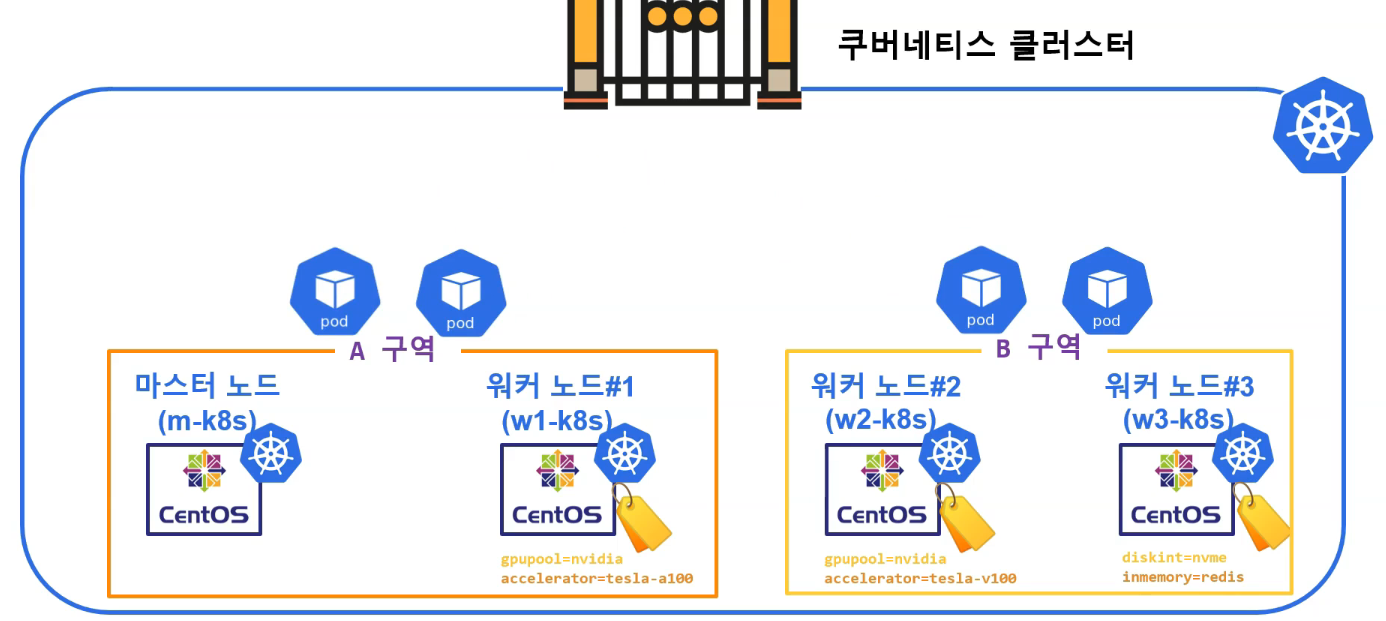 쿠버네티스 클러스터
pod
pod
pod
pod
A 구역
B 구역
마스터 노드
(m-k8s)
CentOS
워커 노드#1
(w1-k8s)
CentOS
gpupool=nvidia
accelerator=tesla-a100
워커 노드#2
(w2-k8s)
CentOS
gpupool=nvidia
accelerator=tesla-v100
워커 노드#3
(w3-k8s)
CentOS
diskint=nvme
inmemory=redis